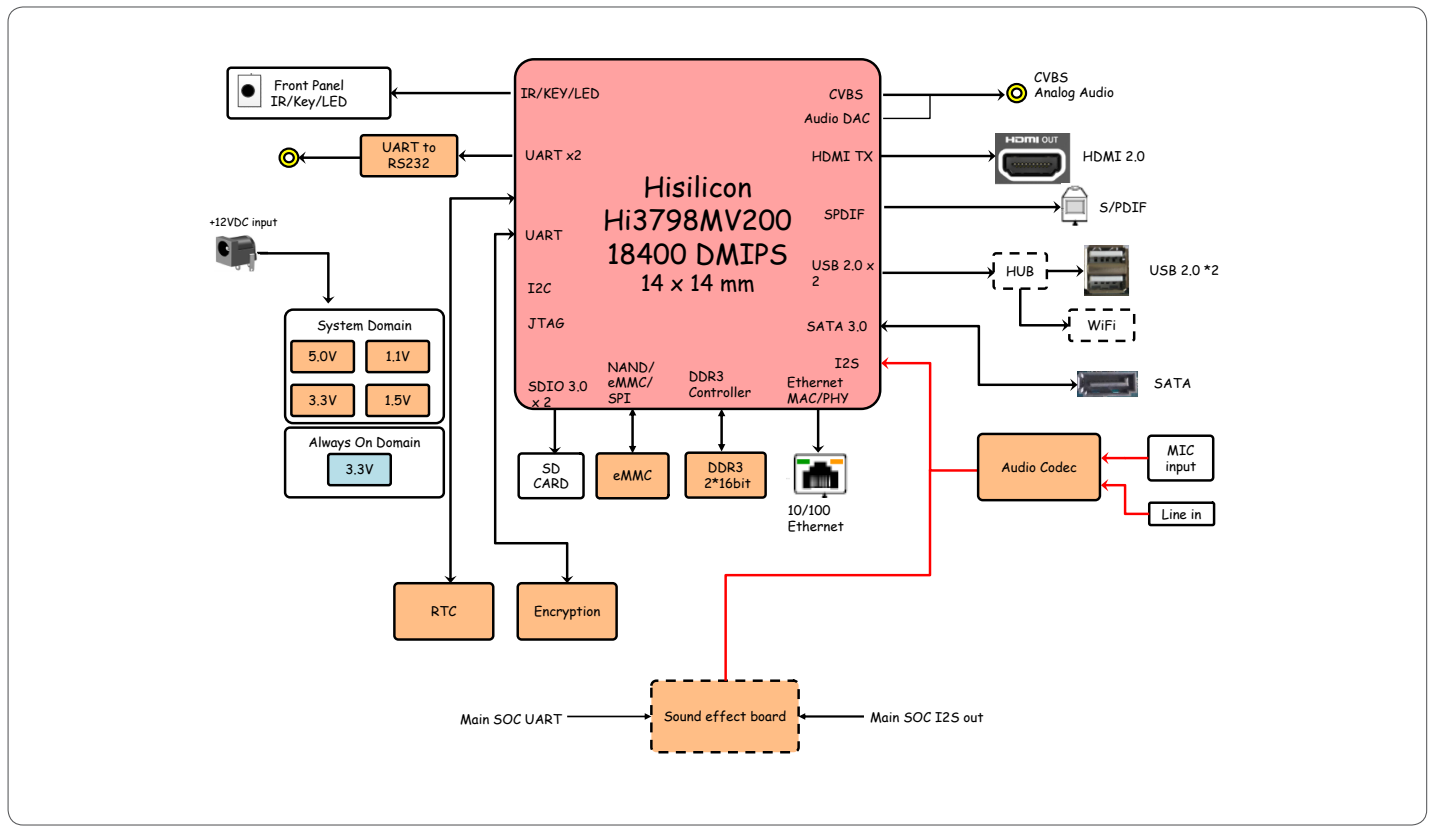 Front Panel
IR/Key/LED
UART to
RS232
+12VDC input
System Domain
5.0V
1.1V
3.3V
1.5V
Always On Domain
3.3V
IR/KEY/LED
UART x2
UART
I2C
JTAG
SDIO 3.0
x 2
NAND/
eMMC/
SPI
DDR3
Controller
Ethernet
MAC/PHY
Hisilicon
Hi3798MV200
18400 DMIPS
14 x 14 mm
CVBS
Audio DAC
HDMI TX
SPDIF
USB 2.0 x
2
SATA 3.0
I2S
CVBS
Analog Audio
HDMI OUT
HDMI 2.0
S/PDIF
HUB
USB 2.0 *2
WiFi
SATA
SD
CARD
eMMC
DDR3
2*16bit
10/100
Ethernet
Audio Codec
MIC
input
Line in
RTC
Encryption
Main SOC UART
Sound effect board
Main SOC I2S out